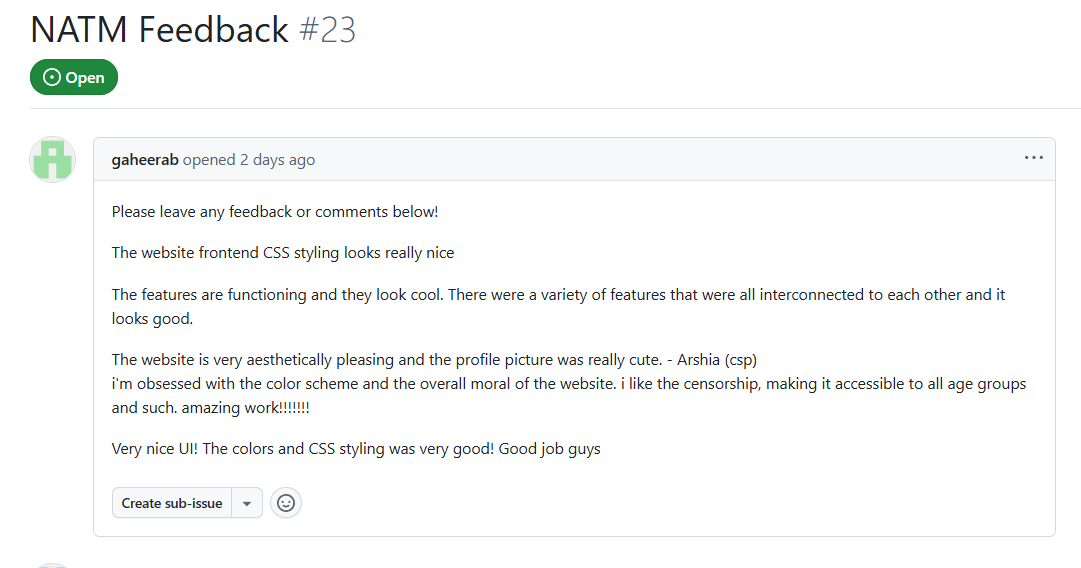 NATM Feedback #23
Open
gaheerab opened 2 days ago
Please leave any feedback or comments below!
The website frontend CSS styling looks really nice
The features are functioning and they look cool. There were a variety of features that were all interconnected to each other and it
looks good.
The website is very aesthetically pleasing and the profile picture was really cute. - Arshia (csp)
i'm obsessed with the color scheme and the overall moral of the website. i like the censorship, making it accessible to all age groups
and such. amazing work!!!!!!!
Very nice UI! The colors and CSS styling was very good! Good job guys
Create sub-issue